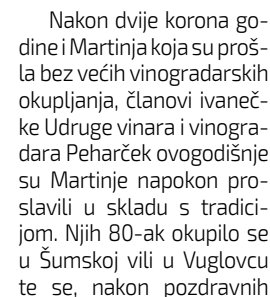 Nakon dvije korona go-
dine i Martinja koja su proš-
la bez većih vinogradarskih
okupljanja, članovi ivaneč-
ke Udruge vinara i vinogra-
dara Peharček ovogodišnje
su Martinje napokon pro-
slavili u skladu s tradici-
jom. Njih 80-ak okupilo se
u Šumskoj vili u Vuglovcu
te se, nakon pozdravnih